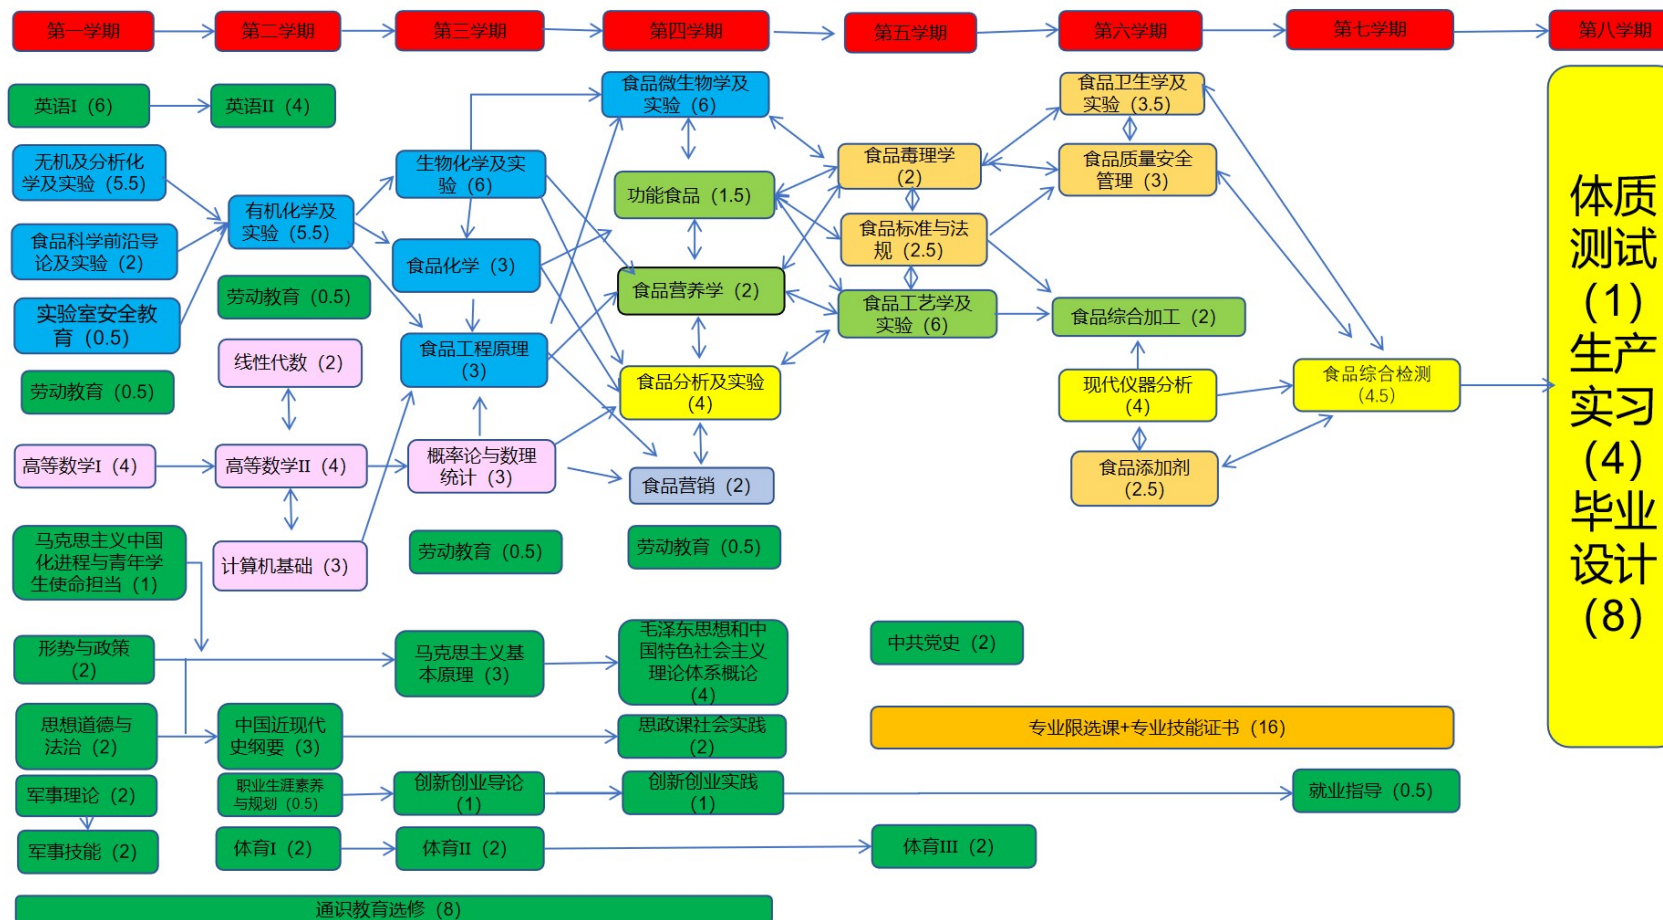 第一学期
第二学期
第三学期
第四学期
第五学期
第六学期
第七学期
第八学期
英语I（6）
英语II（4）
无机及分析化
学及实验（5.5）
食品科学前沿导
论及实验（2）
实验室安全教
育（0.5）
劳动教育（0.5）
高等数学I（4）
马克思主义中国
化进程与青年学
生使命担当（1）
形势与政策
（2）
思想道德与
法治（2）
军事理论（2）
军事技能（2）
有机化学及
实验（5.5）
劳动教育（0.5）
线性代数（2）
高等数学II（4）
计算机基础（3）
中国近现代
史纲要（3）
职业生涯素养
与规划（0.5）
体育I（2）
生物化学及实
验（6）
食品化学（3）
食品工程原理
（3）
概率论与数理
统计（3）
劳动教育（0.5）
马克思主义基
本原理（3）
创新创业导论
（1）
体育II（2）
食品微生物学及
实验（6）
功能食品（1.5）
食品营养学（2）
食品分析及实验
（4）
食品营销（2）
劳动教育（0.5）
毛泽东思想和中
国特色社会主义
理论体系概论
（4）
思政课社会实践
（2）
创新创业实践
（1）
食品毒理学
（2）
食品标准与法
规（2.5）
食品工艺学及
实验（6）
中共党史（2）
专业限选课+专业技能证书（16）
体育III（2）
食品卫生学及
实验（3.5）
食品质量安全
管理（3）
食品综合加工（2）
现代仪器分析
（4）
食品添加剂
（2.5）
食品综合检测
（4.5）
就业指导（0.5）
体质
测试
（1）
生产
实习
（4）
毕业
设计
（8）
通识教育选修（8）